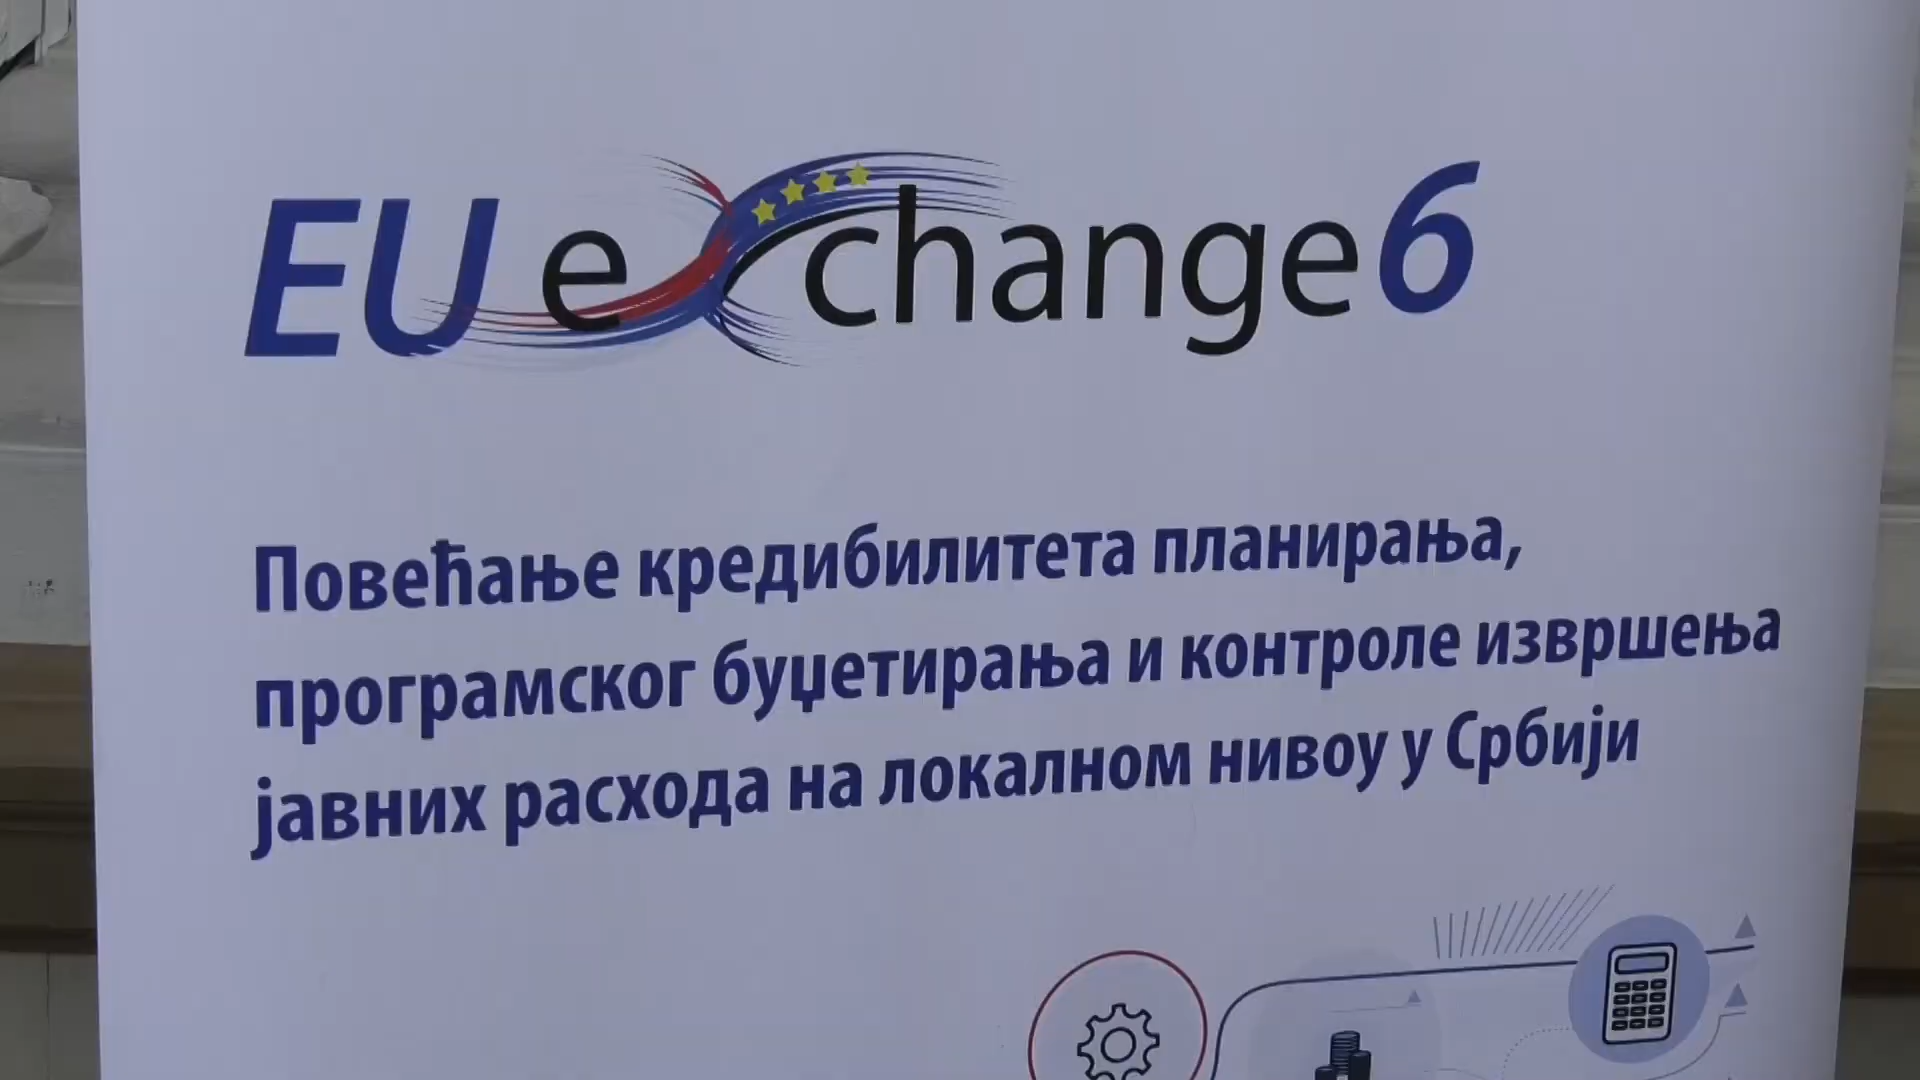 EU exchange 6
Повећање кредибилитета планирања,
програмског буџетирања и контроле извршења
јавних расхода на локалном нивоу у Србији